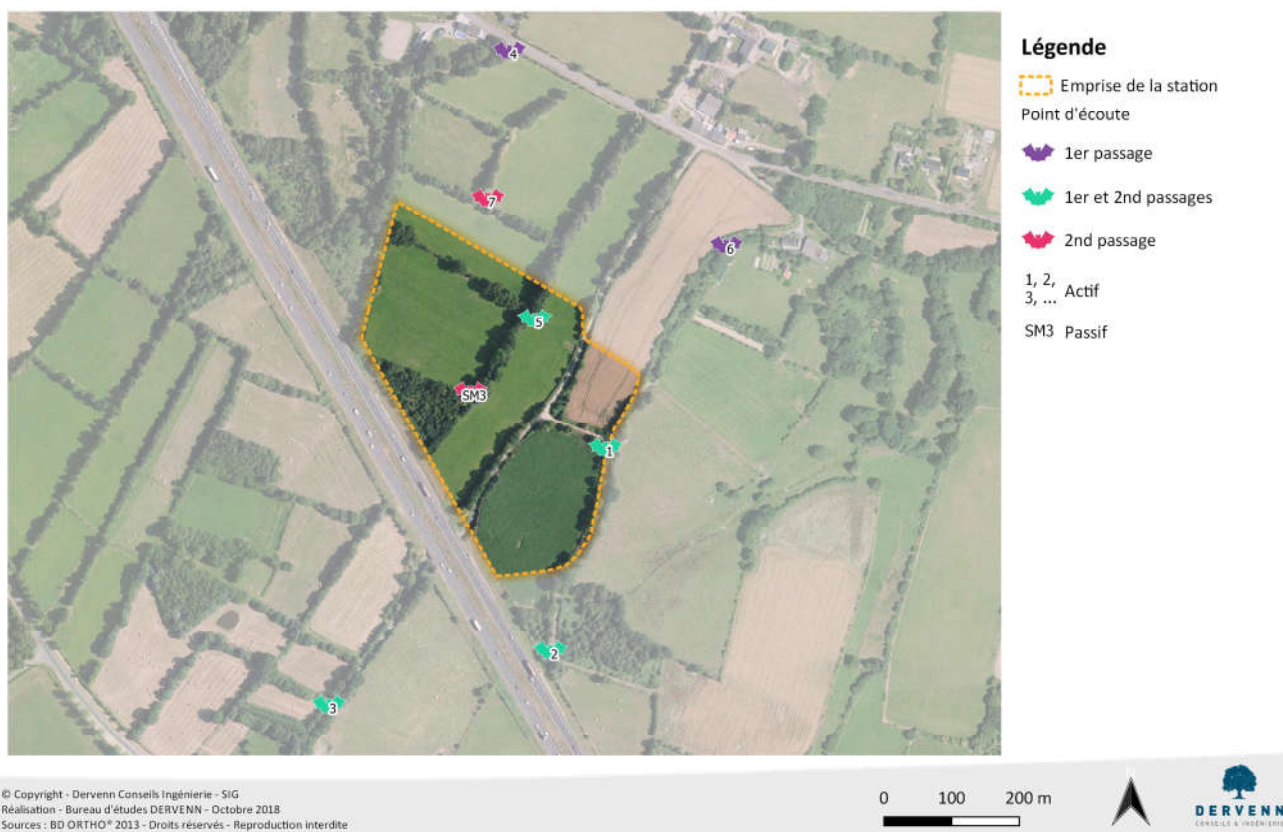 4
7
6
5
SM3
1
2
3
Légende
Emprise de la station
Point d'écoute
1er passage
1er et 2nd passages
2nd passage
1, 2,
3, ... Actif
SM3 Passif
© Copyright - Dervenn Conseils Ingénierie - SIG
Réalisation - Bureau d'études DERVENN - Octobre 2018
Sources : BD ORTHO® 2013 - Droits réservés - Reproduction interdite
0 100 200 m
N
DERVENN
CONSEILS & INGÉNIERIE